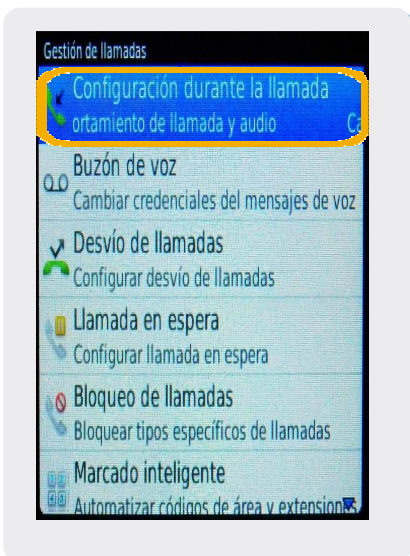 Gestión de llamadas
Configuración durante la llamada
ortamiento de llamada y audio Ca
Buzón de voz
Cambiar credenciales del mensajes de voz
Desvío de llamadas
Configurar desvío de llamadas
Llamada en espera
Configurar llamada en espera
Bloqueo de llamadas
Bloquear tipos específicos de llamadas
Marcado inteligente
Automatizar códigos de área y extensiones